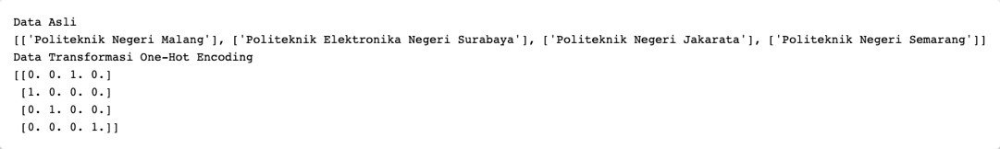 Data Asli
[['Politeknik Negeri Malang'], ['Politeknik Elektronika Negeri Surabaya'], ['Politeknik Negeri Jakarata'], ['Politeknik Negeri Semarang']]
Data Transformasi One-Hot Encoding
[[0. 0. 1. 0.]
 [1. 0. 0. 0.]
 [0. 1. 0. 0.]
 [0. 0. 0. 1.]]